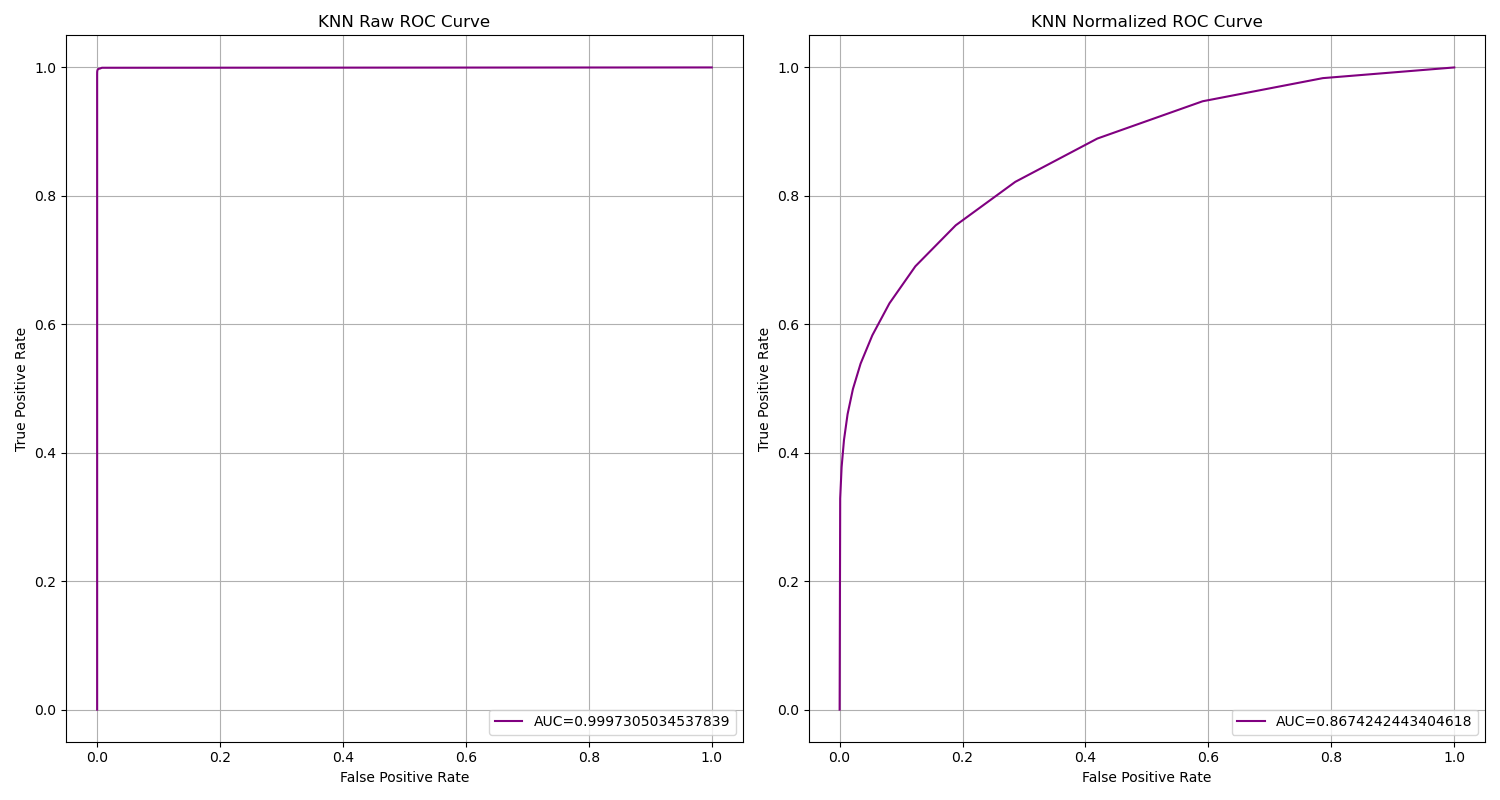 KNN Raw ROC Curve
1.0
0.8
0.6
0.4
0.2
0.0
True Positive Rate
0.0 0.2 0.4 0.6 0.8 1.0
False Positive Rate
AUC=0.9997305034537839
KNN Normalized ROC Curve
1.0
0.8
0.6
0.4
0.2
0.0
True Positive Rate
0.0 0.2 0.4 0.6 0.8 1.0
False Positive Rate
AUC=0.8674242443404618